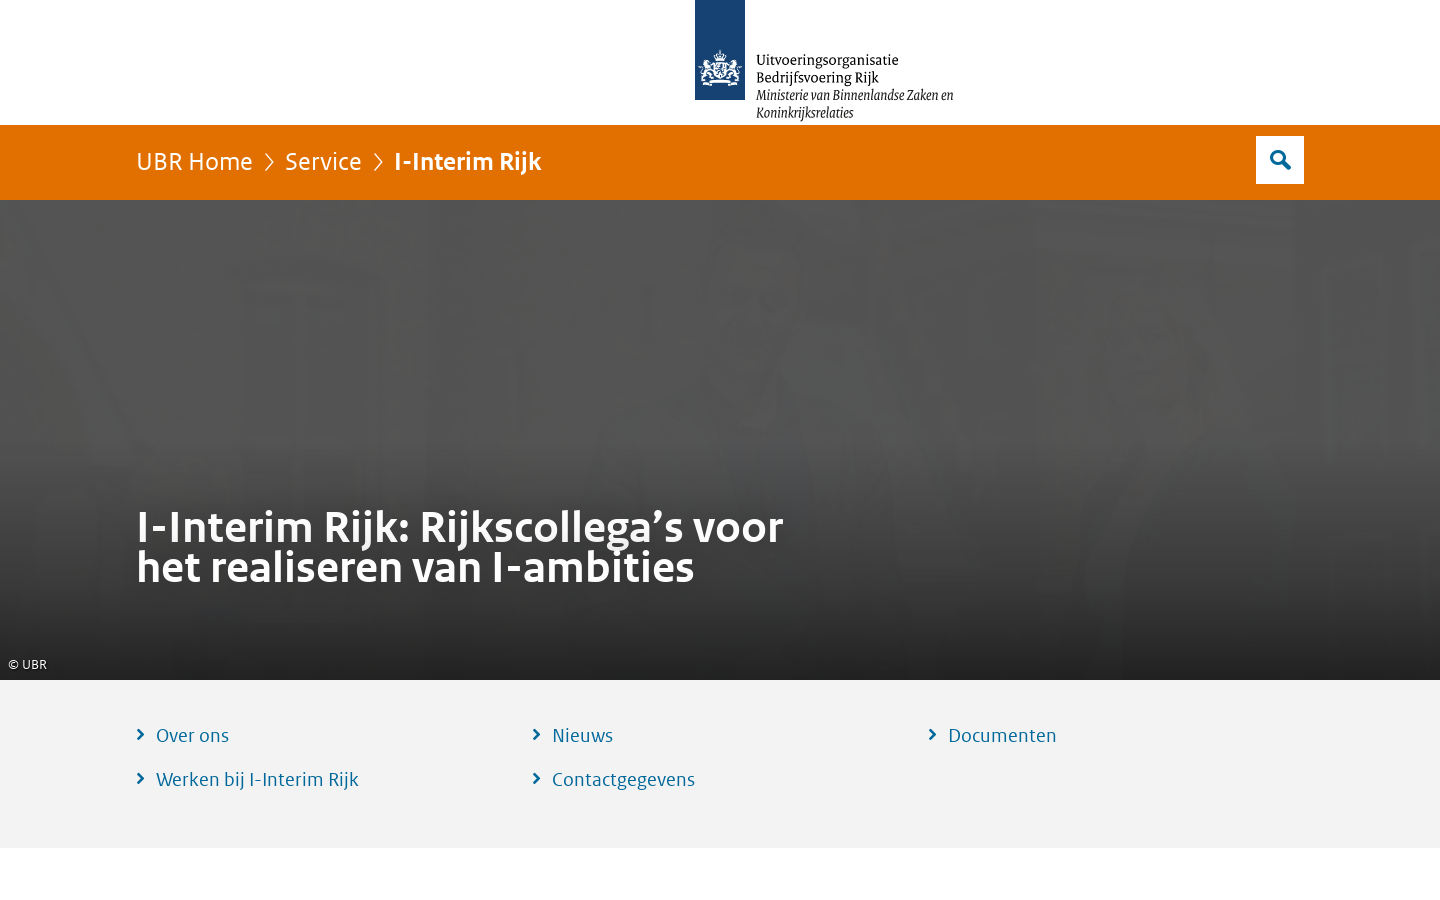 Uitvoeringsorganisatie
Bedrijfsvoering Rijk
Ministerie van Binnenlandse Zaken en
Koninkrijksrelaties
UBR Home
Service
I-Interim Rijk
I-Interim Rijk: Rijkscollega’s voor
het realiseren van I-ambities
© UBR
Over ons
Nieuws
Documenten
Werken bij I-Interim Rijk
Contactgegevens